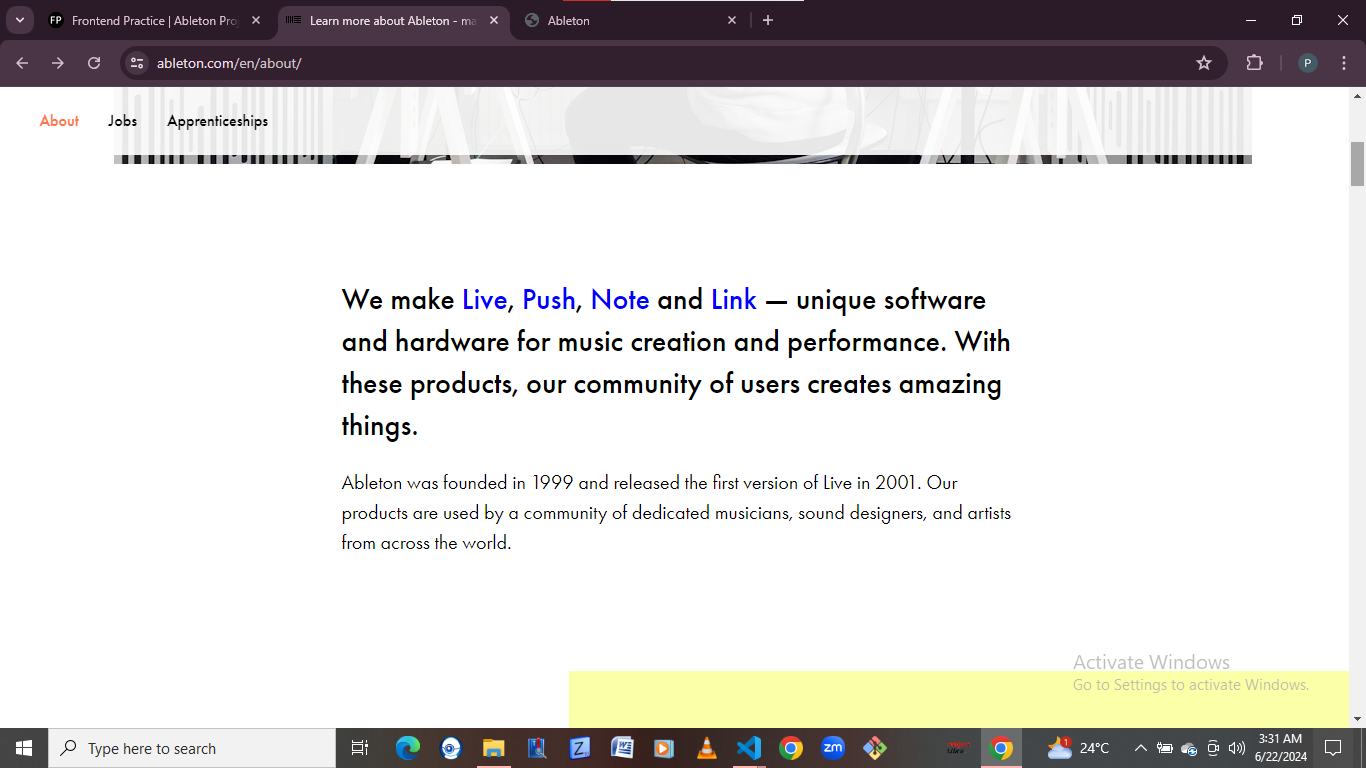 FP Frontend Practice | Ableton Pro
Learn more about Ableton - ma
Ableton
ableton.com/en/about/
P
About Jobs Apprenticeships
We make Live, Push, Note and Link — unique software
and hardware for music creation and performance. With
these products, our community of users creates amazing
things.
Ableton was founded in 1999 and released the first version of Live in 2001. Our
products are used by a community of dedicated musicians, sound designers, and artists
from across the world.
Activate Windows
Go to Settings to activate Windows.
Type here to search
Z
W
zm
1
24°C
3:31 AM
6/22/2024